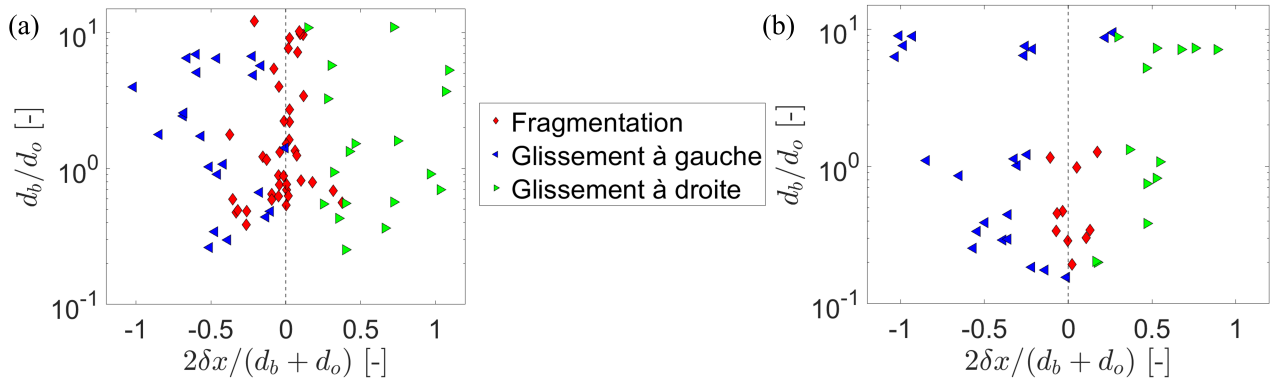 (a)
10^1
10^0
10^{-1}
d_b/d_o [-]
-1 -0.5 0 0.5 1
2δx/(d_b + d_o) [-]
Fragmentation
Glissement à gauche
Glissement à droite
(b)
10^1
10^0
10^{-1}
d_b/d_o [-]
-1 -0.5 0 0.5 1
2δx/(d_b + d_o) [-]